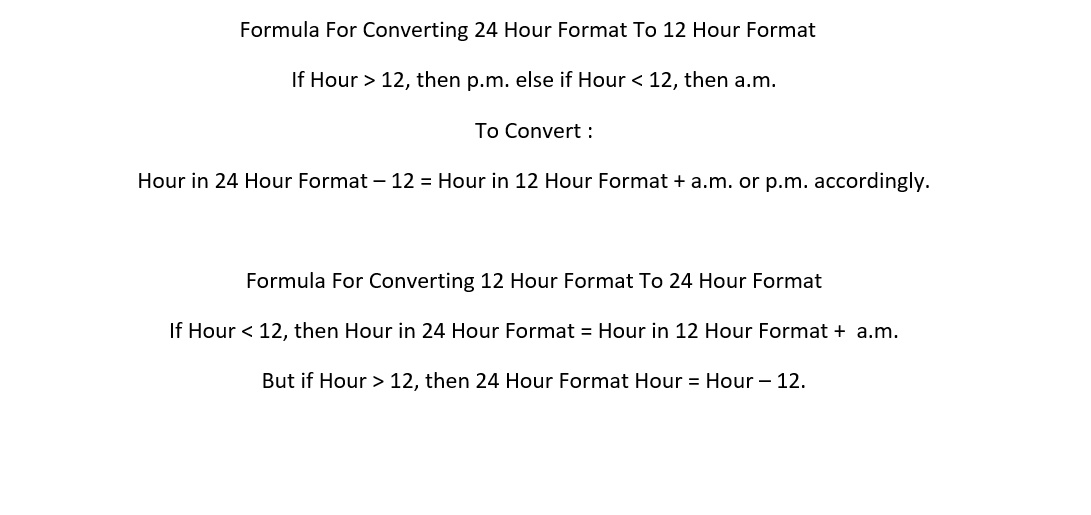 Formula For Converting 24 Hour Format To 12 Hour Format
If Hour > 12, then p.m. else if Hour < 12, then a.m.
To Convert :
Hour in 24 Hour Format – 12 = Hour in 12 Hour Format + a.m. or p.m. accordingly.
Formula For Converting 12 Hour Format To 24 Hour Format
If Hour < 12, then Hour in 24 Hour Format = Hour in 12 Hour Format +  a.m.
But if Hour > 12, then 24 Hour Format Hour = Hour – 12.